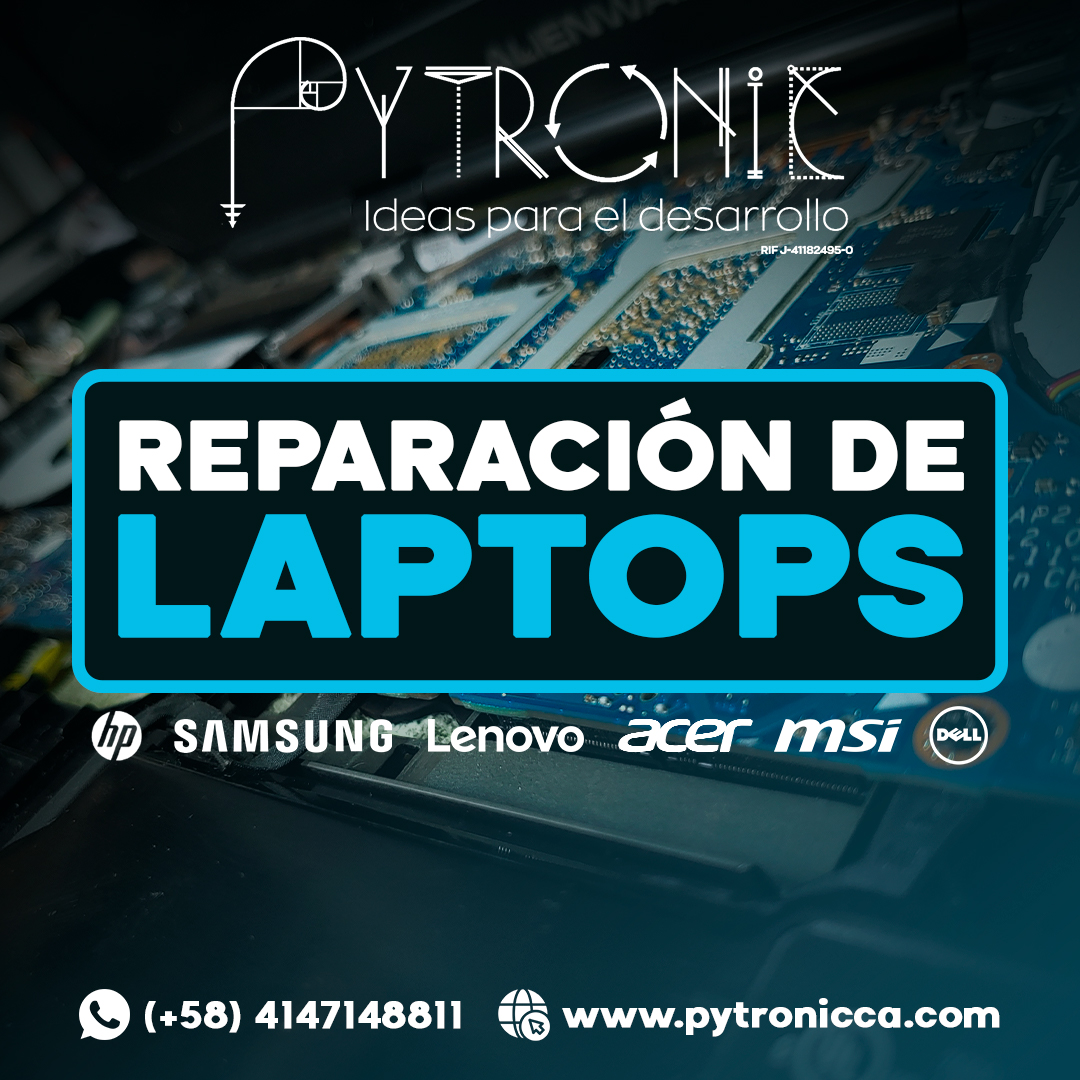 ALIENWA
PYTRONIC
Ideas para el desarrollo
RIF J-41182495-0
REPARACIÓN DE
LAPTOPS
hp SAMSUNG Lenovo acer msi DELL
(+58) 4147148811 www.pytronicca.com